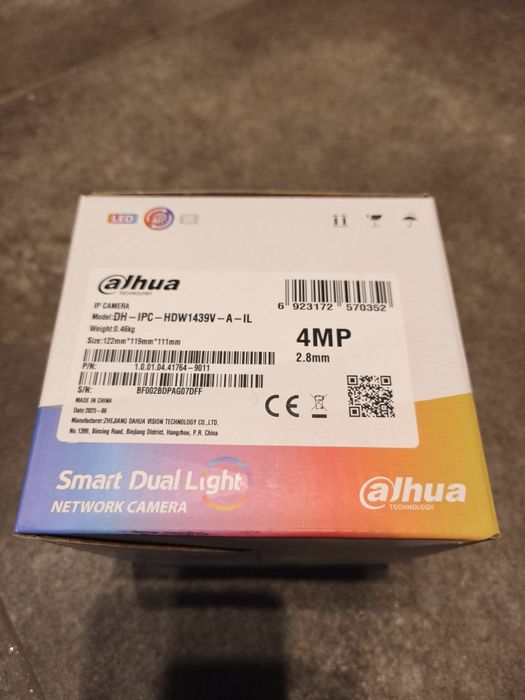 LED AI IR
alhua
TECHNOLOGY
IP CAMERA
Model:DH-IPC-HDW1439V-A-IL
Weight:0.46kg
Size:122mm*119mm*111mm
P/N: 1.0.01.04.41764-9011
S/N: BF002BDPAG07DFF
MADE IN CHINA
Date:2025-06
Manufacturer:ZHEJIANG DAHUA VISION TECHNOLOGY CO.,LTD.
No.1399, Binxing Road, Binjiang District, Hangzhou, P.R. China
6 923172 570352
4MP
2.8mm
CE
Smart Dual Light
NETWORK CAMERA
alhua
TECHNOLOGY